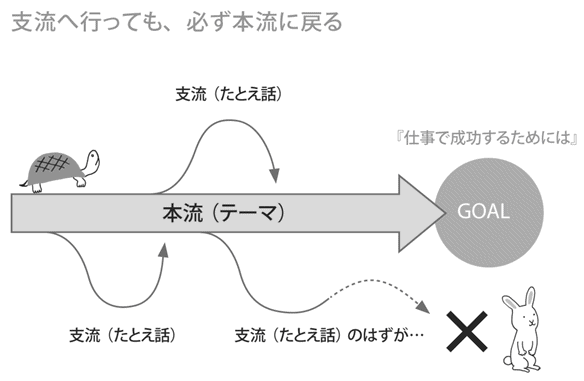 支流へ行っても、必ず本流に戻る
支流（たとえ話）
『仕事で成功するためには』
本流（テーマ）
GOAL
支流（たとえ話）
支流（たとえ話）のはずが…